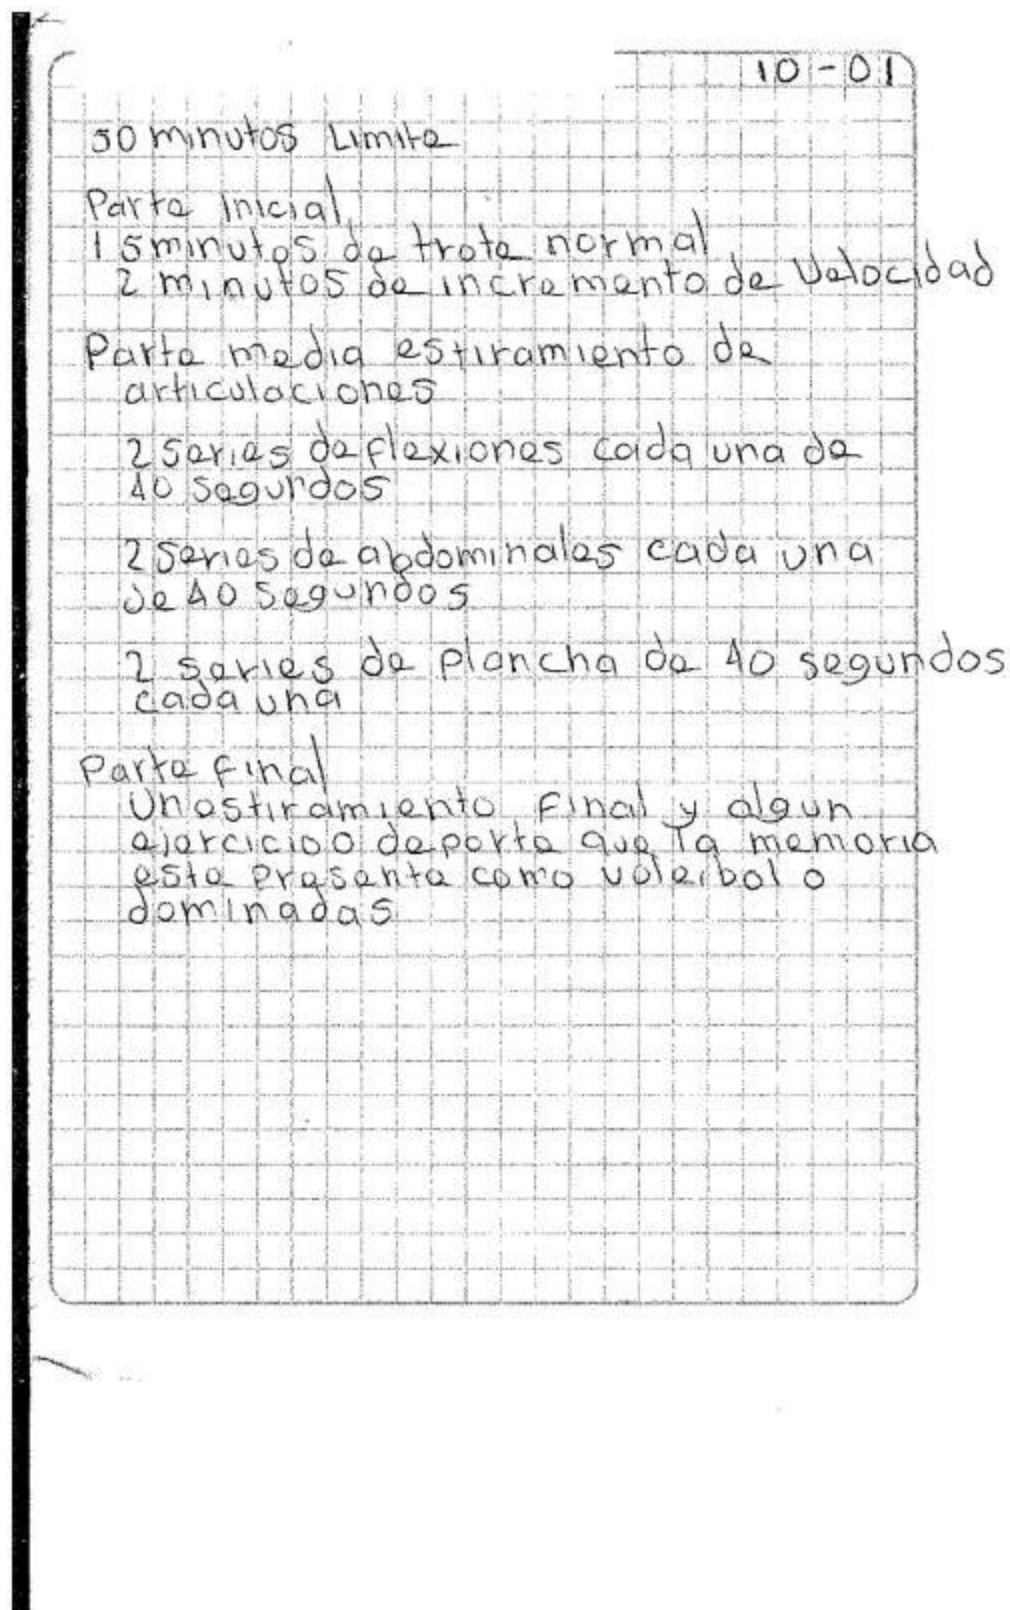 10-01
30 minutos Limite
Parte Inicial
15 minutos de trote normal
2 minutos de incremento de Velocidad
Parte media estiramiento de
articulaciones
2 series de flexiones cada una de
40 segundos
2 series de abdominales cada una
de 40 segundos
2 series de plancha de 40 segundos
cada una
Parte Final
Un estiramiento Final y algun
ejercicio o deporte que la memoria
este presente como voleibol o
dominadas